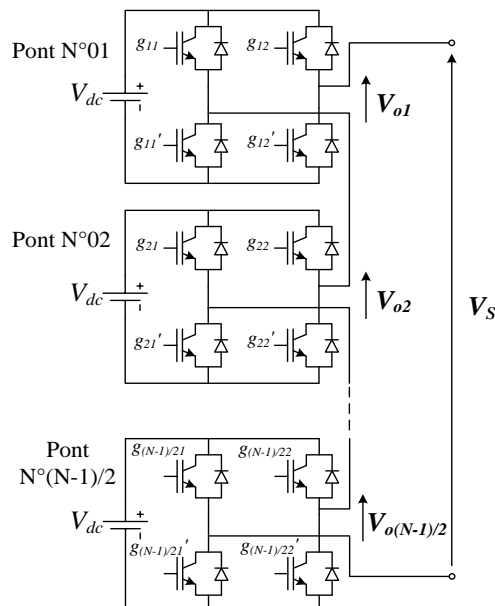 Pont N°01
g11
g12
Vdc
+
-
Vo1
g11'
g12'
Pont N°02
g21
g22
Vdc
+
-
Vo2
VS
g21'
g22'
Pont
N°(N-1)/2
g(N-1)/21
g(N-1)/22
Vdc
+
-
Vo(N-1)/2
g(N-1)/21'
g(N-1)/22'